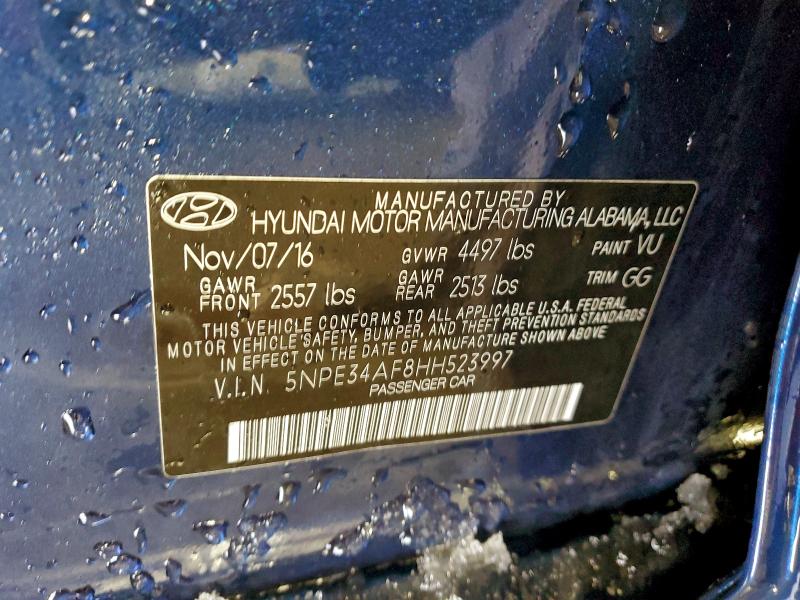 MANUFACTURED BY
HYUNDAI MOTOR MANUFACTURING ALABAMA, LLC
Nov/07/16 GVWR 4497 lbs PAINT VU
GAWR FRONT 2557 lbs GAWR REAR 2513 lbs TRIM GG
THIS VEHICLE CONFORMS TO ALL APPLICABLE U.S.A. FEDERAL
MOTOR VEHICLE SAFETY, BUMPER, AND THEFT PREVENTION STANDARDS
IN EFFECT ON THE DATE OF MANUFACTURE SHOWN ABOVE
V.I.N. 5NPE34AF8HH523997
PASSENGER CAR